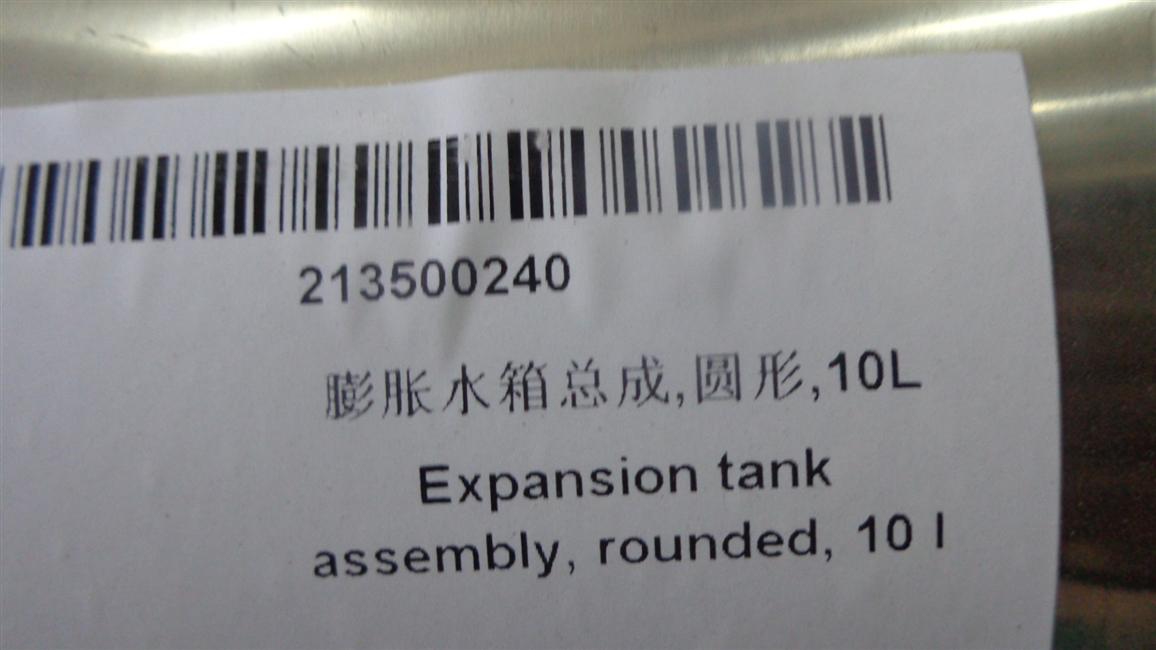 213500240
膨胀水箱总成,圆形,10L
Expansion tank
assembly, rounded, 10 l